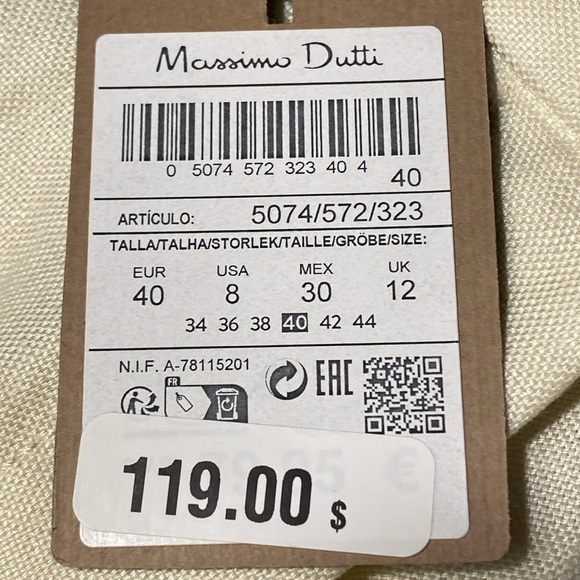 Massimo Dutti
0 5074 572 323 40 4
40
ARTÍCULO: 5074/572/323
TALLA/TALHA/STORLEK/TAILLE/GRÖBE/SIZE:
EUR USA MEX UK
40 8 30 12
34 36 38 40 42 44
N.I.F. A-78115201
FR
EAC
€
119.00 $